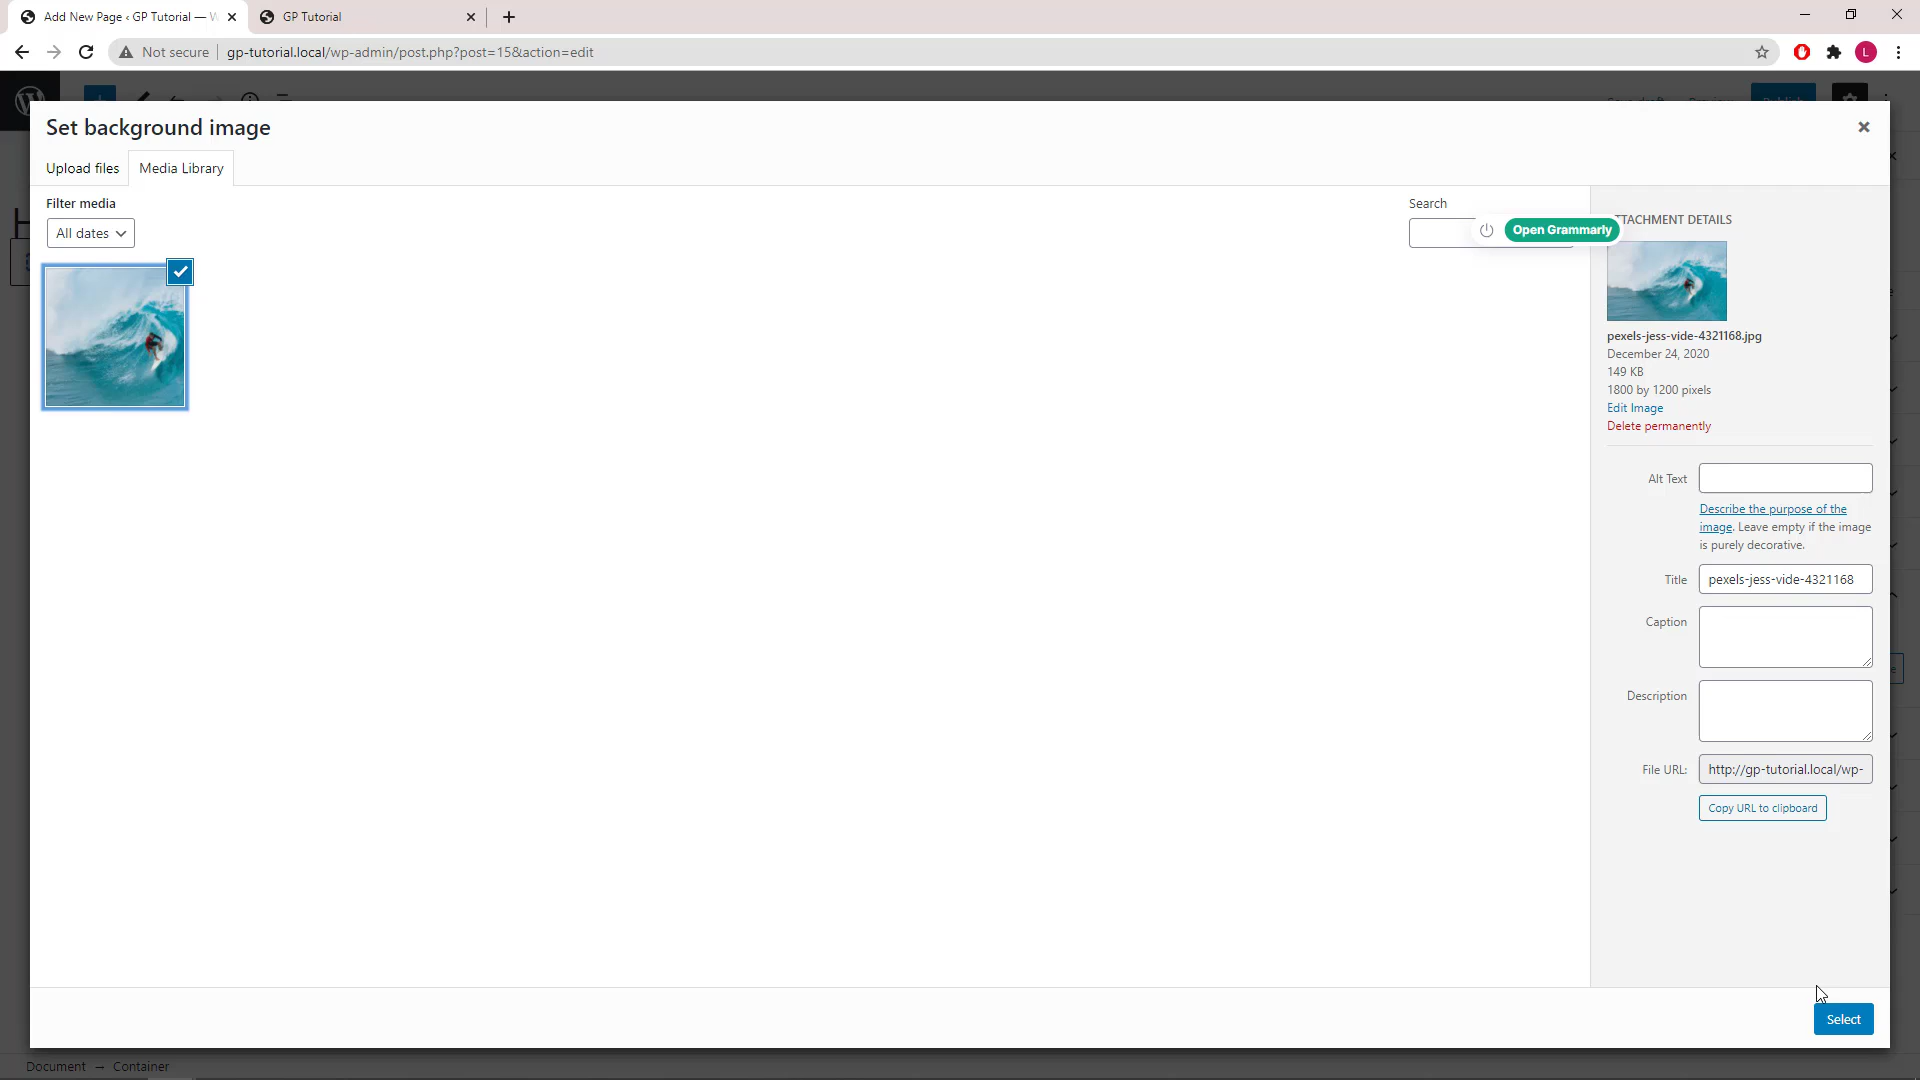 Add New Page ‹ GP Tutorial — W
GP Tutorial
Not secure
gp-tutorial.local/wp-admin/post.php?post=15&action=edit
L
Set background image
Upload files
Media Library
Filter media
All dates
Search
Open Grammarly
TTACHMENT DETAILS
pexels-jess-vide-4321168.jpg
December 24, 2020
149 KB
1800 by 1200 pixels
Edit Image
Delete permanently
Alt Text
Describe the purpose of the
image. Leave empty if the image
is purely decorative.
Title
pexels-jess-vide-4321168
Caption
Description
File URL:
http://gp-tutorial.local/wp-
Copy URL to clipboard
Select
Document → Container